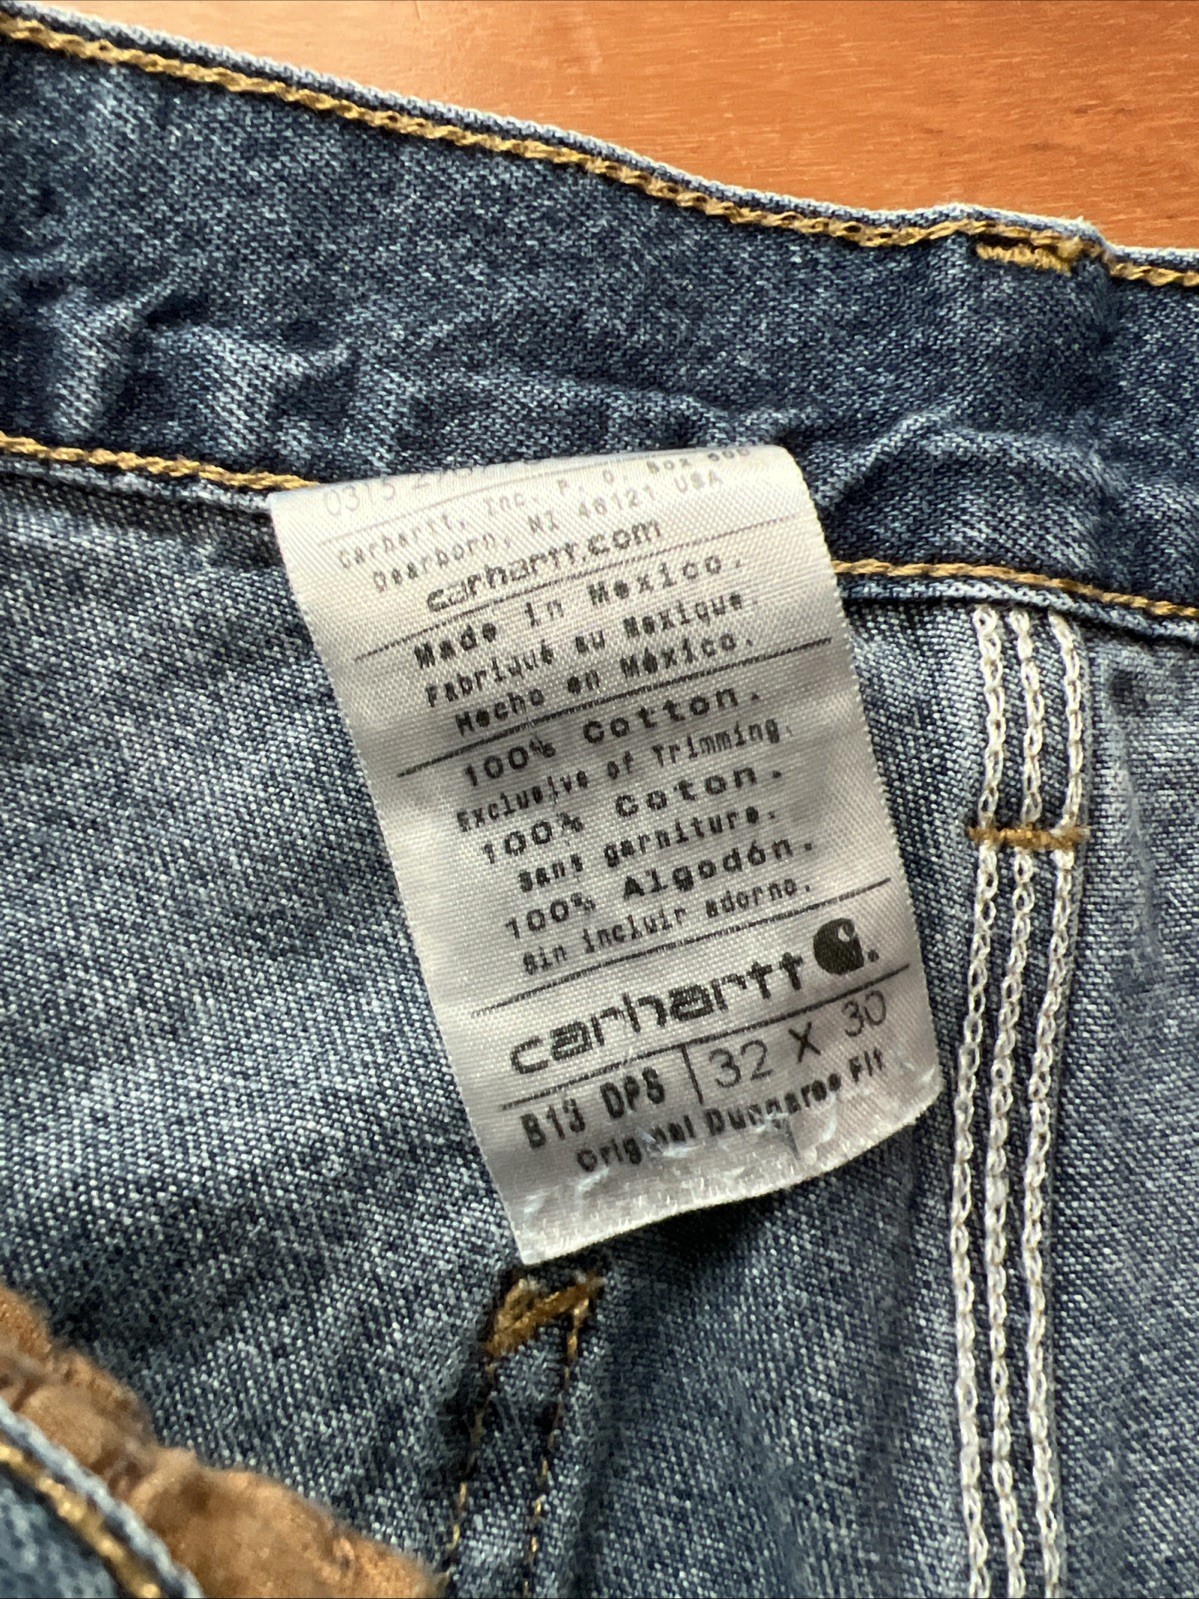 0315
Carhartt, Inc. P. O. Box 600
Dearborn, MI 48121 USA
carhartt.com
Made in Mexico.
Fabriqué au Mexique.
Hecho en México.
100% Cotton.
Exclusive of Trimming.
100% Coton.
sans garniture.
100% Algodón.
Sin incluir adorno.
carhartt
B13 DPS 32 X 30
Original Dungaree Fit